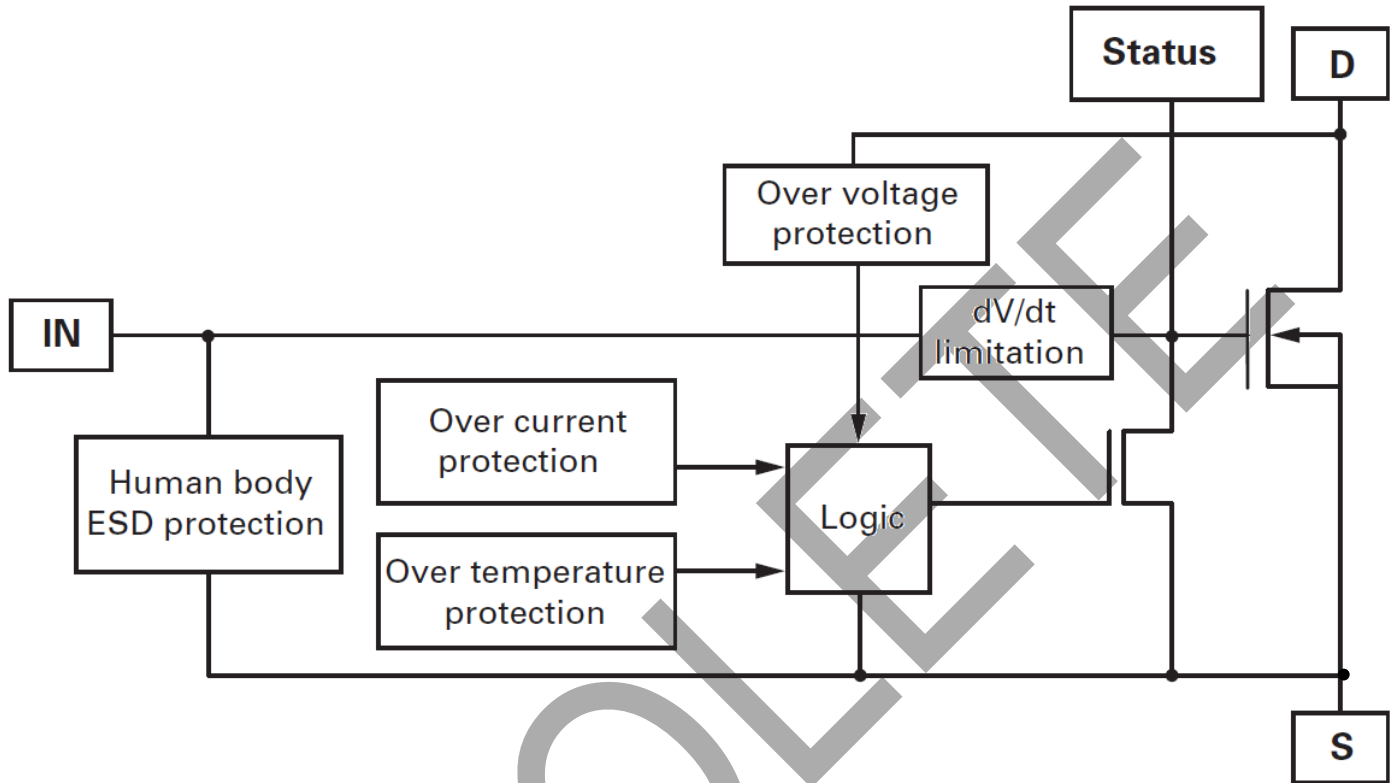 Status
D
Over voltage
protection
IN
dV/dt
limitation
Over current
protection
Human body
ESD protection
Logic
Over temperature
protection
S
OLETE